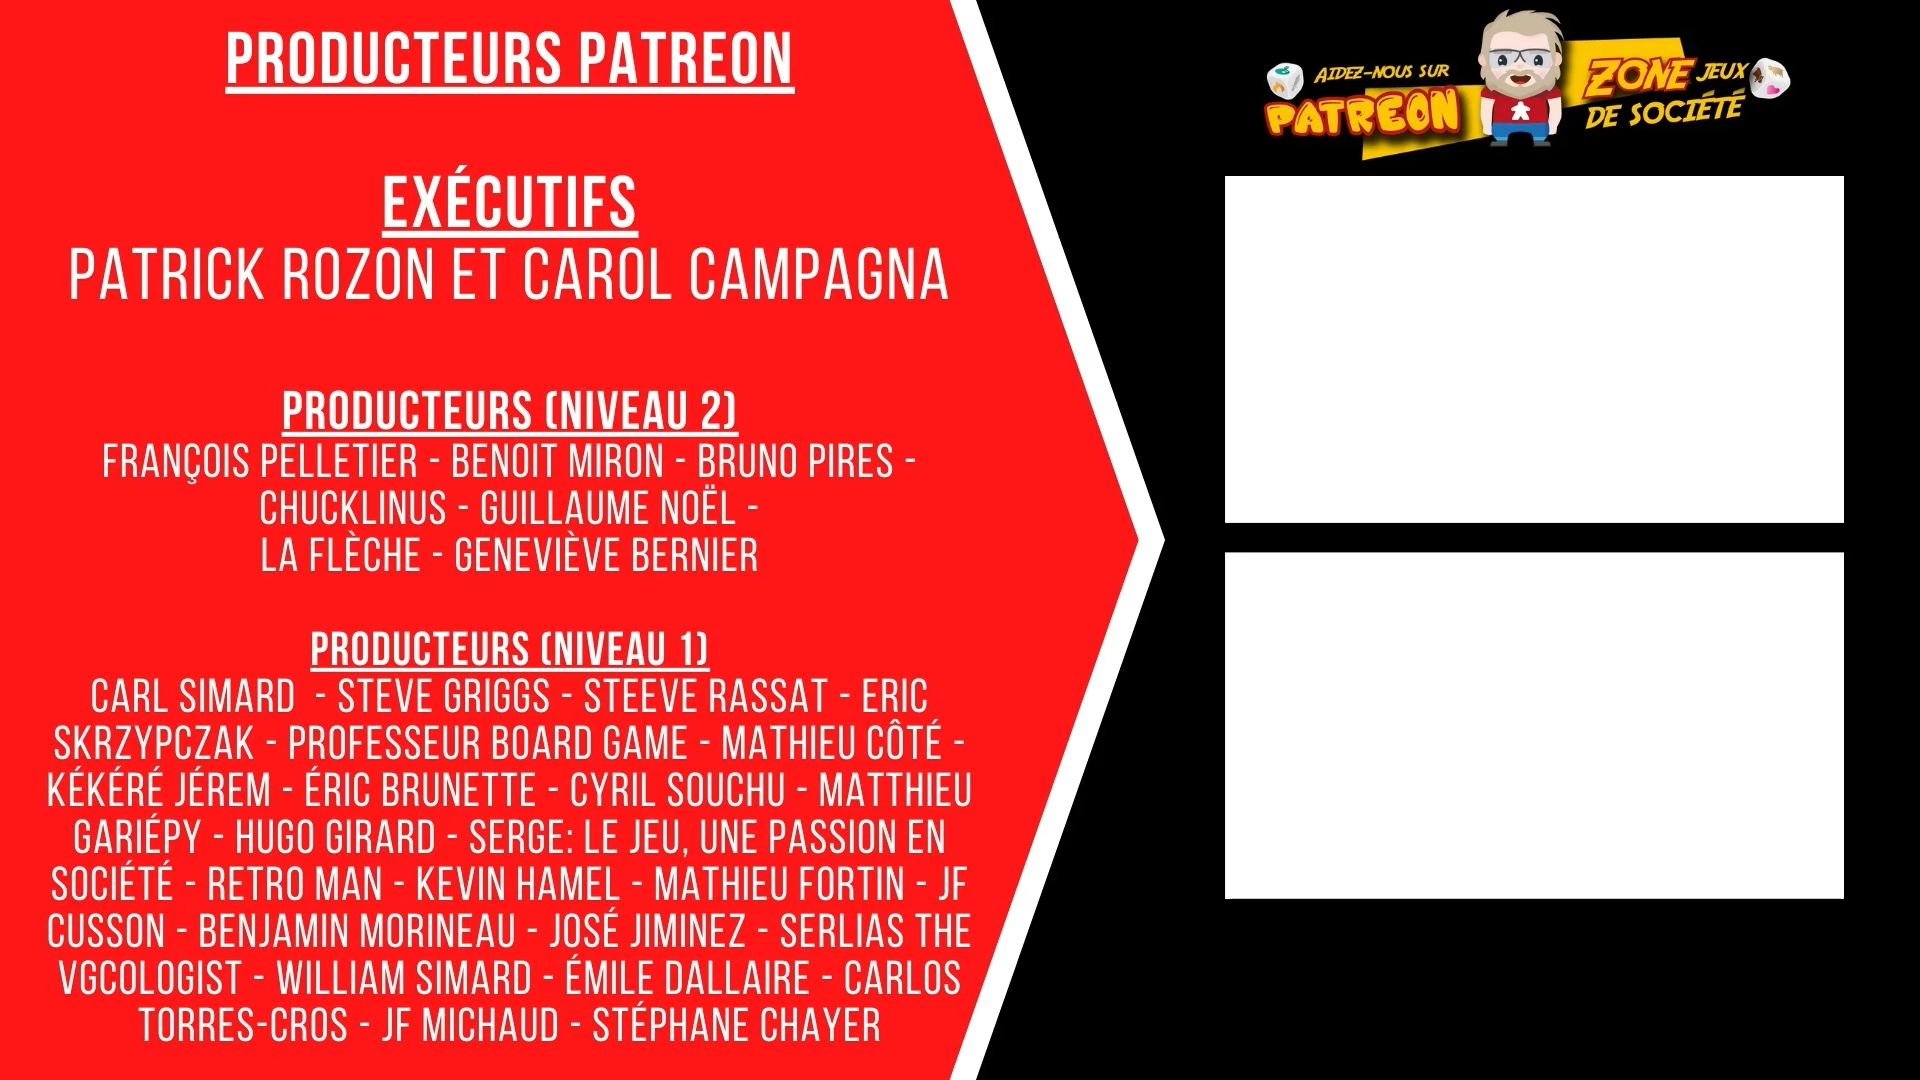 PRODUCTEURS PATREON
EXÉCUTIFS
PATRICK ROZON ET CAROL CAMPAGNA
PRODUCTEURS (NIVEAU 2)
FRANÇOIS PELLETIER - BENOIT MIRON - BRUNO PIRES -
CHUCKLINUS - GUILLAUME NOËL -
LA FLÈCHE - GENEVIÈVE BERNIER
PRODUCTEURS (NIVEAU 1)
CARL SIMARD - STEVE GRIGGS - STEEVE RASSAT - ERIC
SKRZYPCZAK - PROFESSEUR BOARD GAME - MATHIEU CÔTÉ -
KÉKÉRÉ JÉREM - ÉRIC BRUNETTE - CYRIL SOUCHU - MATTHIEU
GARIÉPY - HUGO GIRARD - SERGE: LE JEU, UNE PASSION EN
SOCIÉTÉ - RETRO MAN - KEVIN HAMEL - MATHIEU FORTIN - JF
CUSSON - BENJAMIN MORINEAU - JOSÉ JIMINEZ - SERLIAS THE
VGCOLOGIST - WILLIAM SIMARD - ÉMILE DALLAIRE - CARLOS
TORRES-CROS - JF MICHAUD - STÉPHANE CHAYER
AIDEZ-NOUS SUR
PATREON
ZONE JEUX
DE SOCIÉTÉ